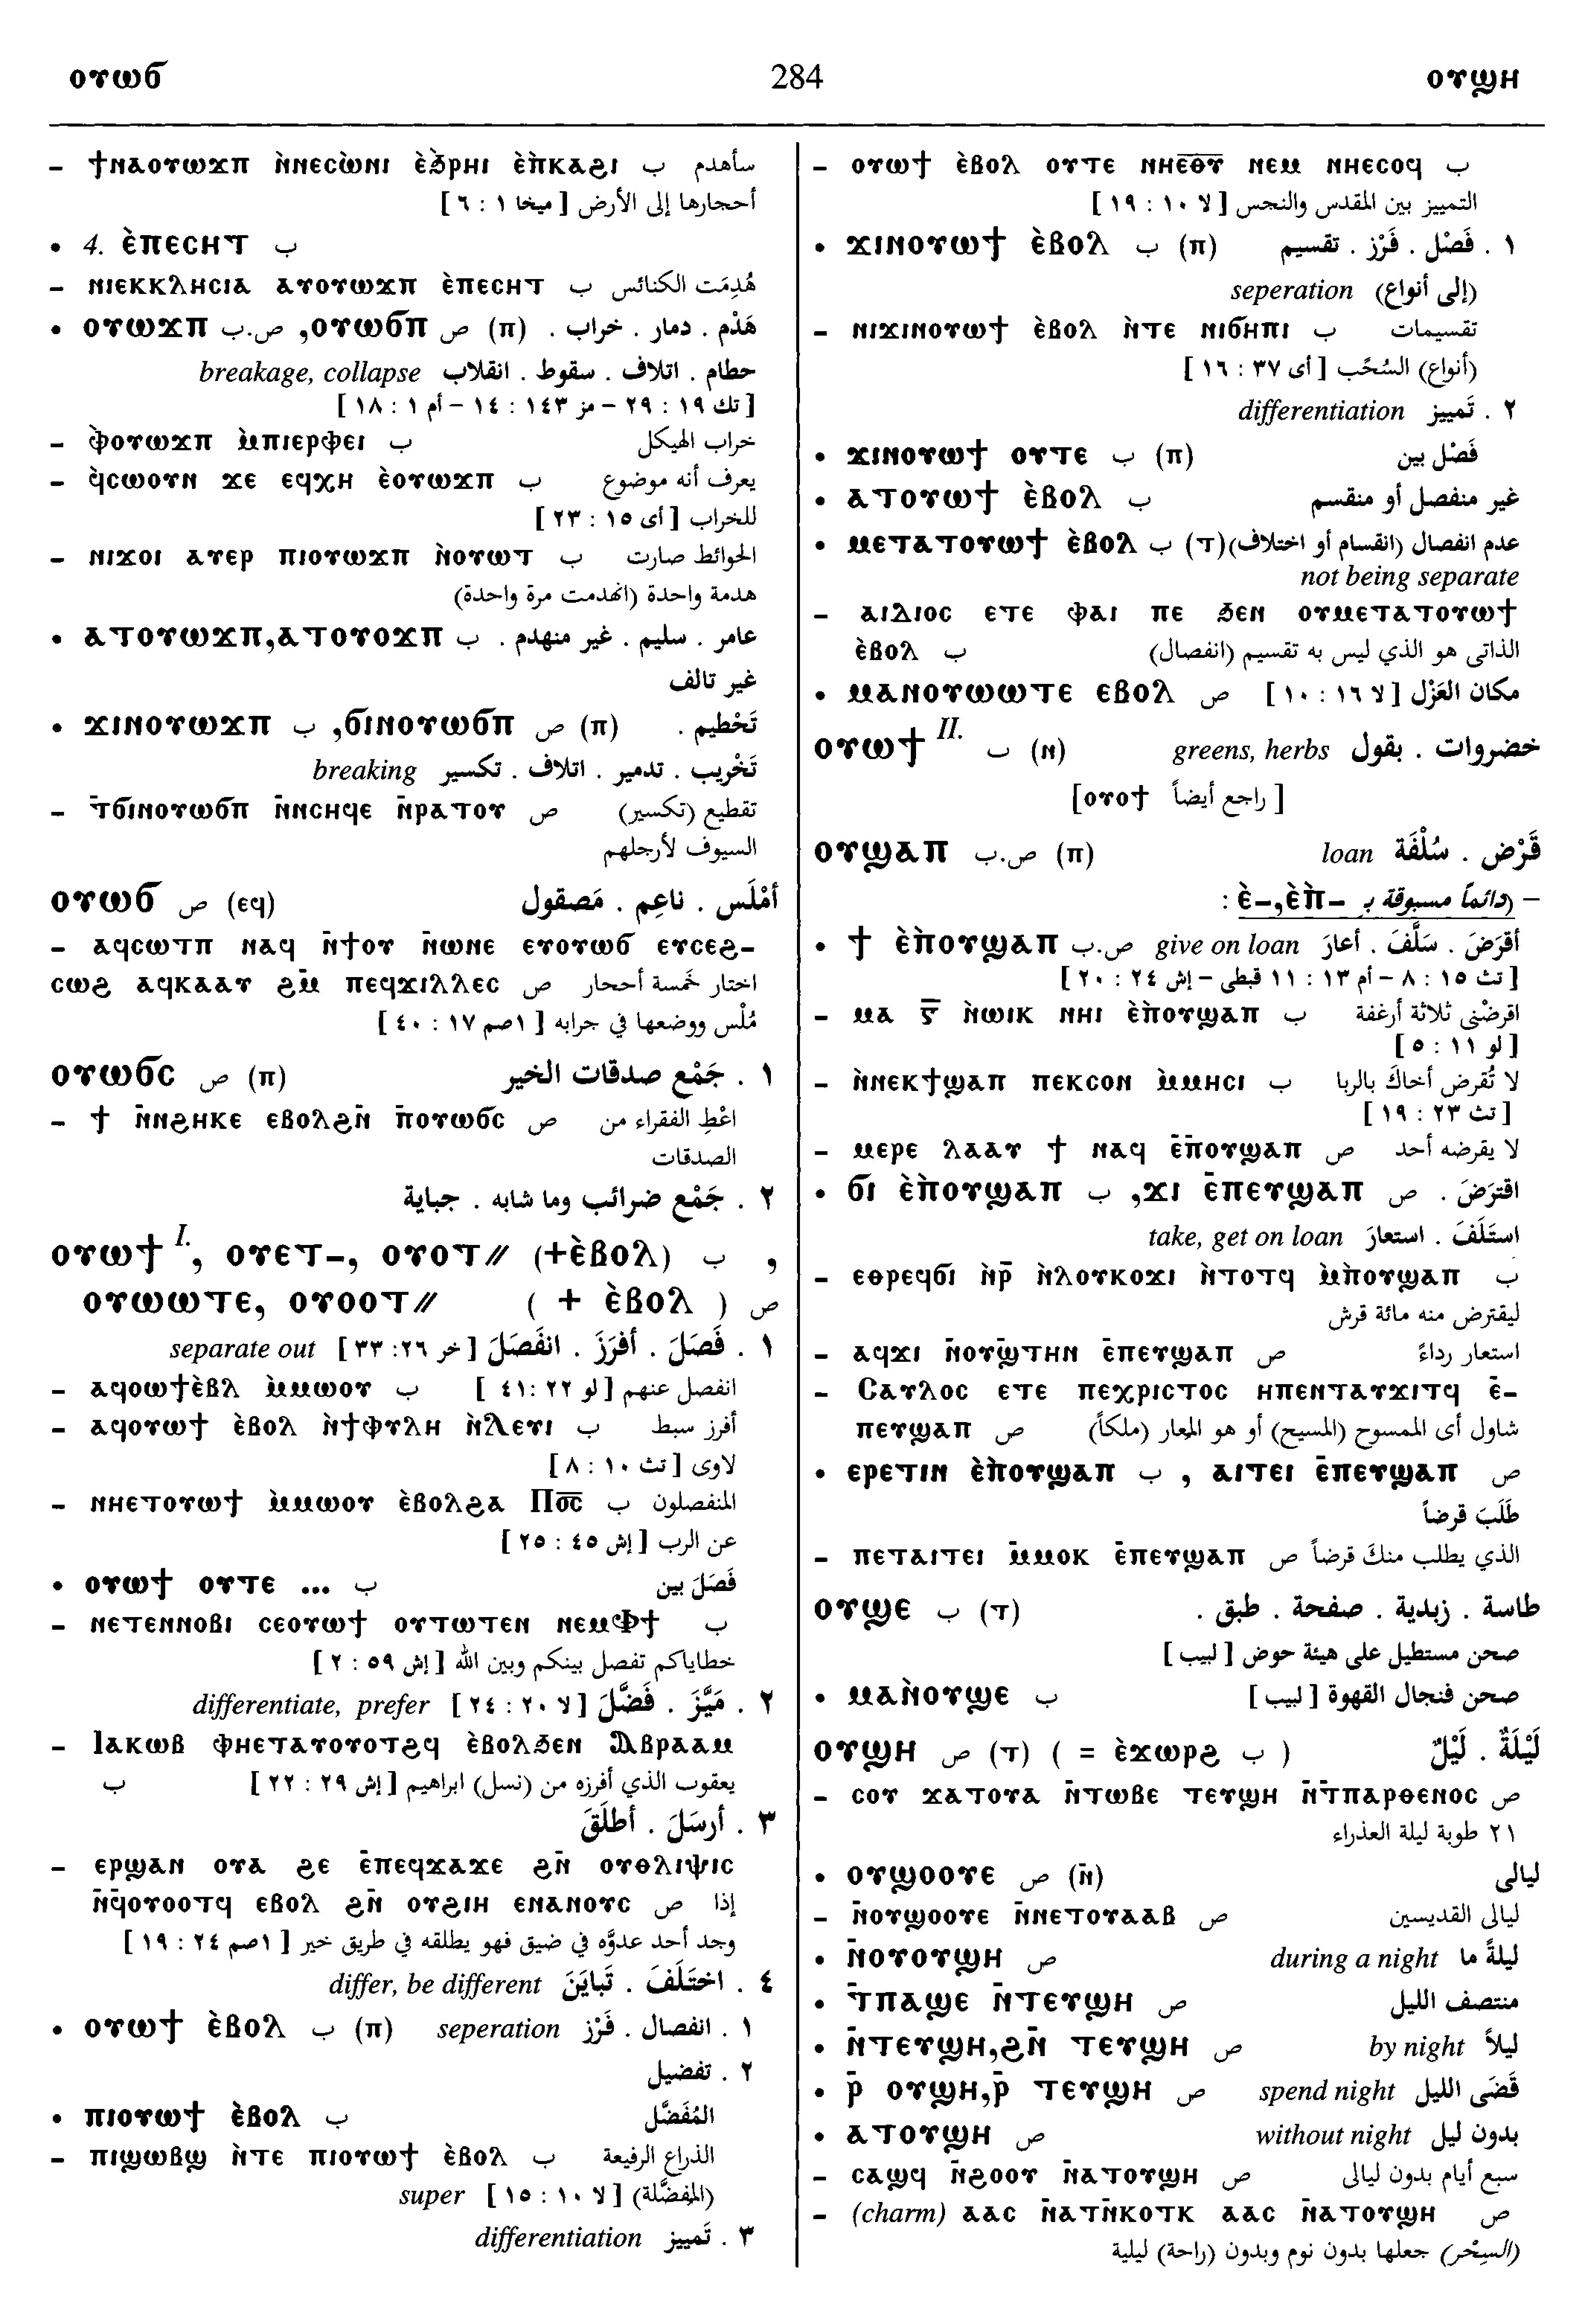 ⲟⲩⲱϭ 284 ⲟⲩϣⲏ
– ϯⲛⲁⲟⲩⲱϫⲡ ⲛ̀ⲛⲉⲥⲱ̀ⲛⲓ ⲉ̀ϧⲣⲏⲓ ⲉ̀ⲡ̀ⲕⲁϩⲓ ب سأهدم
أحجارها إلى الأرض [ ميخا ١ : ٦ ]
• 4. ⲉ̀ⲡⲉⲥⲏⲧ ب
– ⲛⲓⲉⲕⲕⲗⲏⲥⲓⲁ ⲁⲩⲟⲩⲱϫⲡ ⲉ̀ⲡⲉⲥⲏⲧ ب هُدِمَت الكنائس
• ⲟⲩⲱϫⲡ ص.ب ,ⲟⲩⲱϭⲡ ص (ⲡ) هَدْم . دمار . خراب .
حطام . اتلاف . سقوط . انقلاب breakage, collapse
[ تك ١٩ : ٢٩ – مز ١٤٣ : ١٤ – أم ١ : ١٨ ]
– ⲫ̀ⲟⲩⲱϫⲡ ⲙ̀ⲡⲓⲉⲣⲫⲉⲓ ب خراب الهيكل
– ϥ̀ⲥⲱⲟⲩⲛ ϫⲉ ⲉϥⲭⲏ ⲉ̀ⲟⲩⲱϫⲡ ب يعرف أنه موضوع
للخراب [ أى ١٥ : ٢٣ ]
– ⲛⲓϫⲟⲓ ⲁⲩⲉⲣ ⲡⲓⲟⲩⲱϫⲡ ⲛ̀ⲟⲩⲱⲧ ب الحوائط صارت
هدمة واحدة (انهدمت مرة واحدة)
• ⲁⲧⲟⲩⲱϫⲡ,ⲁⲧⲟⲩⲟϫⲡ ب عامر . سليم . غير منهدم .
غير تالف
• ϫⲓⲛⲟⲩⲱϫⲡ ب ,ϭⲓⲛⲟⲩⲱϭⲡ ص (ⲡ) تَحْطيم .
تَخْريب . تدمير . اتلاف . تكسير breaking
– ⲧ̄ϭⲓⲛⲟⲩⲱϭⲡ ⲛ̄ⲛⲥⲏϥⲉ ⲛ̄ⲣⲁⲧⲟⲩ ص تقطيع (تكسير)
السيوف لأرجلهم
ⲟⲩⲱϭ ص (ⲉϥ) أمْلَس . ناعِم . مَصقول
– ⲁϥⲥⲱⲧⲡ ⲛⲁϥ ⲛ̄ϯⲟⲩ ⲛ̄ⲱⲛⲉ ⲉⲩⲟⲩⲱϭ ⲉⲩⲥⲉϩ-
ⲥⲱϩ ⲁϥⲕⲁⲁⲩ ϩⲙ̄ ⲡⲉϥϫⲓⲗⲗⲉⲥ ص اختار خَمسة أحجار
مُلْس ووضعها في جرابه [ ١صم ١٧ : ٤٠ ]
ⲟⲩⲱϭⲥ ص (ⲡ) ١ . جَمْع صدقات الخير
– ϯ ⲛ̄ⲛϩⲏⲕⲉ ⲉⲃⲟⲗϩⲛ̄ ⲡ̄ⲟⲩⲱϭⲥ ص اعْطِ الفقراء من
الصدقات
٢ . جَمْع ضرائب وما شابه . جباية
ⲟⲩⲱϯ I., ⲟⲩⲉⲧ-, ⲟⲩⲟⲧ// (+ⲉ̀ⲃⲟⲗ) ب ,
ⲟⲩⲱⲱⲧⲉ, ⲟⲩⲟⲟⲧ// ( + ⲉ̀ⲃⲟⲗ ) ص
١ . فَصَلَ . أفرَزَ . انفَصَلَ [ خر ٢٦: ٣٣ ] separate out
– ⲁϥⲟⲱϯⲉ̀ⲃⲗ ⲙ̀ⲙⲱⲟⲩ ب انفصل عنهم [ لو ٢٢ :٤١ ]
– ⲁϥⲟⲩⲱϯ ⲉ̀ⲃⲟⲗ ⲛ̀ϯⲫⲩⲗⲏ ⲛ̀ⲗⲉⲩⲓ ب أفرز سبط
لاوى [ تث ١٠ : ٨ ]
– ⲛⲏⲉⲧⲟⲩⲱϯ ⲙ̀ⲙⲱⲟⲩ ⲉ̀ⲃⲟⲗϩⲁ Ⲡⲟ̅ⲥ̅ ب المنفصلون
عن الرب [ إش ٤٥ : ٢٥ ]
• ⲟⲩⲱϯ ⲟⲩⲧⲉ ... ب فَصَلَ بين
– ⲛⲉⲧⲉⲛⲛⲟⲃⲓ ⲥⲉⲟⲩⲱϯ ⲟⲩⲧⲱⲧⲉⲛ ⲛⲉⲙⲪϯ ب
خطاياكم تفصل بينكم وبين الله [ إش ٥٩ : ٢ ]
٢ . مَيَّزَ . فَضَّلَ [ لا ٢٠ : ٢٤ ] differentiate, prefer
– Ⲓⲁⲕⲱⲃ ⲫⲏⲉⲧⲁⲩⲟⲩⲟⲧϩϥ ⲉ̀ⲃⲟⲗϧⲉⲛ Ⲁⲃⲣⲁⲁⲙ
يعقوب الذي أفرزه من (نسل) ابراهيم [ إش ٢٩ : ٢٢ ] ب
٣ . أرسَلَ . أطلَقَ
– ⲉⲣϣⲁⲛ ⲟⲩⲁ ϩⲉ ⲉ̄ⲡⲉϥϫⲁϫⲉ ϩⲛ̄ ⲟⲩⲑⲗⲓⲯⲓⲥ
ⲛ̄ϥⲟⲩⲟⲟⲧϥ ⲉⲃⲟⲗ ϩⲛ̄ ⲟⲩϩⲓⲏ ⲉⲛⲁⲛⲟⲩⲥ ص إذا
وجد أحد عدوَّه في ضيق فهو يطلقه في طريق خير [ ١صم ٢٤ : ١٩ ]
٤ . اختَلَفَ . تَبايَنَ differ, be different
• ⲟⲩⲱϯ ⲉ̀ⲃⲟⲗ ب (ⲡ) ١ . انفصال . فَرْز seperation
٢ . تفضيل
• ⲡⲓⲟⲩⲱϯ ⲉ̀ⲃⲟⲗ ب المُفَضَّل
– ⲡⲓϣⲱⲃϣ ⲛ̀ⲧⲉ ⲡⲓⲟⲩⲱϯ ⲉ̀ⲃⲟⲗ ب الذراع الرفيعة
(المفضَّلة) [ لا ١٠ : ١٥ ] super
٣ . تَمييز differentiation
– ⲟⲩⲱϯ ⲉ̀ⲃⲟⲗ ⲟⲩⲧⲉ ⲛⲏⲉ̅ⲑ̅ⲩ̅ ⲛⲉⲙ ⲛⲏⲉⲥⲟϥ ب
التمييز بين المقدس والنجس [ لا ١٠ : ١٩ ]
• ϫⲓⲛⲟⲩⲱϯ ⲉ̀ⲃⲟⲗ ب (ⲡ) ١ . فَصْل . فَرْز . تقسيم
(إلى أنواع) seperation
– ⲛⲓϫⲓⲛⲟⲩⲱϯ ⲉ̀ⲃⲟⲗ ⲛ̀ⲧⲉ ⲛⲓϭⲏⲡⲓ ب تقسيمات
(أنواع) السُحُب [ أى ٣٧ : ١٦ ]
٢ . تَمييز differentiation
• ϫⲓⲛⲟⲩⲱϯ ⲟⲩⲧⲉ ب (ⲡ) فَصْل بين
• ⲁⲧⲟⲩⲱϯ ⲉ̀ⲃⲟⲗ ب غير منفصل أو منقسم
• ⲙⲉⲧⲁⲧⲟⲩⲱϯ ⲉ̀ⲃⲟⲗ ب (ⲧ) عدم انفصال (انقسام أو اختلاف)
not being separate
– ⲁⲓⲇⲓⲟⲥ ⲉⲧⲉ ⲫⲁⲓ ⲡⲉ ϧⲉⲛ ⲟⲩⲙⲉⲧⲁⲧⲟⲩⲱϯ
ⲉ̀ⲃⲟⲗ ب الذاتى هو الذي ليس به تقسيم (انفصال)
• ⲙⲁⲛⲟⲩⲱⲱⲧⲉ ⲉⲃⲟⲗ ص مكان العَزْل [ لا ١٦ : ١٠ ]
ⲟⲩⲱϯ II. ب (ⲛ) خضروات . بقول greens, herbs
[ راجع أيضاً ⲟⲩⲟϯ]
ⲟⲩϣⲁⲡ ص.ب (ⲡ) قَرْض . سُلْفَة loan
– (دائماً مسبوقة بـ ⲉ̀-,ⲉ̀ⲡ̀- :
• ϯ ⲉ̀ⲡ̀ⲟⲩϣⲁⲡ ص.ب أقرَضَ . سَلَّفَ . أعارَ give on loan
[ تث ١٥ : ٨ – أم ١٣ : ١١ قبطى – إش ٢٤ : ٢٠ ]
– ⲙⲁ ⲅ̅ ⲛ̀ⲱⲓⲕ ⲛⲏⲓ ⲉ̀ⲡ̀ⲟⲩϣⲁⲡ ب اقرضْنى ثلاثة أرغفة
[ لو ١١ : ٥ ]
– ⲛ̀ⲛⲉⲕϯϣⲁⲡ ⲡⲉⲕⲥⲟⲛ ⲙ̀ⲙⲏⲥⲓ ب لا تُقرض أخاكَ بالربا
[ تث ٢٣ : ١٩ ]
– ⲙⲉⲣⲉ ⲗⲁⲁⲩ ϯ ⲛⲁϥ ⲉ̄ⲡⲟⲩϣⲁⲡ ص لا يقرضه أحد
• ϭⲓ ⲉ̀ⲡ̀ⲟⲩϣⲁⲡ ب ,ϫⲓ ⲉ̄ⲡⲉⲩϣⲁⲡ ص اقترَضَ .
استَلَفَ . استعارَ take, get on loan
– ⲉⲑⲣⲉϥϭⲓ ⲛ̀ⲣ̅ ⲛ̀ⲗⲟⲩⲕⲟϫⲓ ⲛ̀ⲧⲟⲧϥ ⲙ̀ⲡ̀ⲟⲩϣⲁⲡ ب
ليقترض منه مائة قرش
– ⲁϥϫⲓ ⲛ̄ⲟⲩϣ̄ⲧⲏⲛ ⲉ̄ⲡⲉⲩϣⲁⲡ ص استعار رداءً
– Ⲥⲁⲩⲗⲟⲥ ⲉⲧⲉ ⲡⲉⲭⲣⲓⲥⲧⲟⲥ ⲏⲡⲉⲛⲧⲁⲩϫⲓⲧϥ ⲉ̄-
ⲡⲉⲩϣⲁⲡ ص شاول أى الممسوح (المسيح) أو هو المعار (ملكاً)
• ⲉⲣⲉⲧⲓⲛ ⲉ̀ⲡ̀ⲟⲩϣⲁⲡ ب , ⲁⲓⲧⲉⲓ ⲉ̄ⲡⲉⲩϣⲁⲡ ص
طَلَبَ قرضاً
– ⲡⲉⲧⲁⲓⲧⲉⲓ ⲙ̄ⲙⲟⲕ ⲉ̄ⲡⲉⲩϣⲁⲡ ص الذي يطلب منكَ قرضاً
ⲟⲩϣⲉ ب (ⲧ) طاسة . زبدية . صفحة . طبق .
صحن مستطيل على هيئة حوض [ لبيب ]
• ⲙⲁⲛ̀ⲟⲩϣⲉ ب صحن فنجال القهوة [ لبيب ]
ⲟⲩϣⲏ ص (ⲧ) ( = ⲉ̀ϫⲱⲣϩ ب ) لَيْلَةٌ . لَيْلٌ
– ⲥⲟⲩ ϫⲁⲧⲟⲩⲁ ⲛ̄ⲧⲱⲃⲉ ⲧⲉⲩϣⲏ ⲛ̄ⲧ̄ⲡⲁⲣⲑⲉⲛⲟⲥ ص
٢١ طوبة ليلة العذراء
• ⲟⲩϣⲟⲟⲩⲉ ص (ⲛ̄) ليالى
– ⲛ̄ⲟⲩϣⲟⲟⲩⲉ ⲛ̄ⲛⲉⲧⲟⲩⲁⲁⲃ ص ليالى القديسين
• ⲛ̄ⲟⲩⲟⲩϣⲏ ص ليلةً ما during a night
• ⲧ̄ⲡⲁϣⲉ ⲛ̄ⲧⲉⲩϣⲏ ص منتصف الليل
• ⲛ̄ⲧⲉⲩϣⲏ,ϩⲛ̄ ⲧⲉⲩϣⲏ ص ليلاً by night
• ⲣ̄ ⲟⲩϣⲏ,ⲣ̄ ⲧⲉⲩϣⲏ ص قَضَى الليل spend night
• ⲁⲧⲟⲩϣⲏ ص بدون ليل without night
– ⲥⲁϣϥ ⲛ̄ϩⲟⲟⲩ ⲛ̄ⲁⲧⲟⲩϣⲏ ص سبع أيام بدون ليالى
– (charm) ⲁⲁⲥ ⲛ̄ⲁⲧⲛ̄ⲕⲟⲧⲕ ⲁⲁⲥ ⲛ̄ⲁⲧⲟⲩϣⲏ ص
(السِحْر) جعلها بدون نوم وبدون (راحة) ليلية